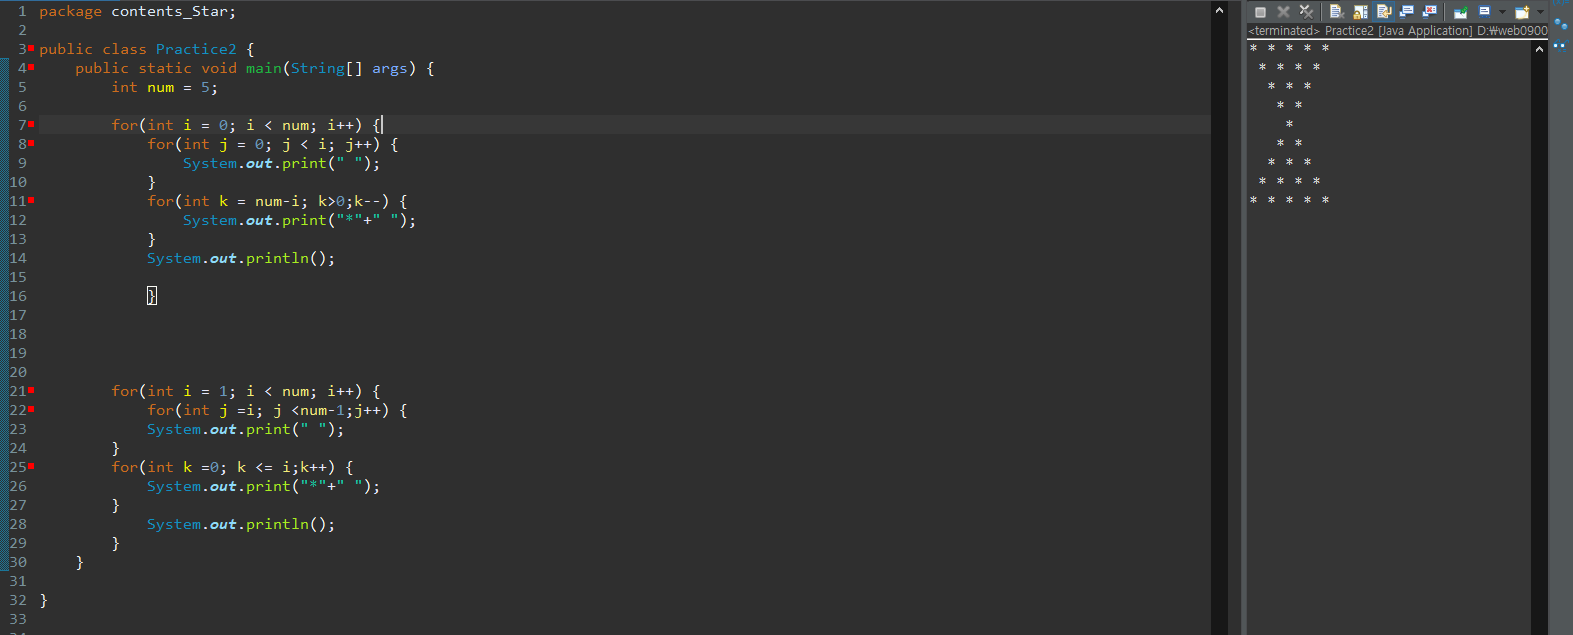 1 package contents_Star;
2
3 public class Practice2 {
4     public static void main(String[] args) {
5         int num = 5;
6
7         for(int i = 0; i < num; i++) {
8             for(int j = 0; j < i; j++) {
9                 System.out.print(" ");
10             }
11             for(int k = num-i; k>0;k--) {
12                 System.out.print("*"+" ");
13             }
14             System.out.println();
15
16             }
17
18
19
20
21         for(int i = 1; i < num; i++) {
22             for(int j =i; j <num-1;j++) {
23             System.out.print(" ");
24         }
25         for(int k =0; k <= i;k++) {
26             System.out.print("*"+" ");
27         }
28             System.out.println();
29         }
30     }
31
32 }
33
<terminated> Practice2 [Java Application] D:₩web0900
* * * * *
 * * * *
  * * *
   * *
    *
   * *
  * * *
 * * * *
* * * * *